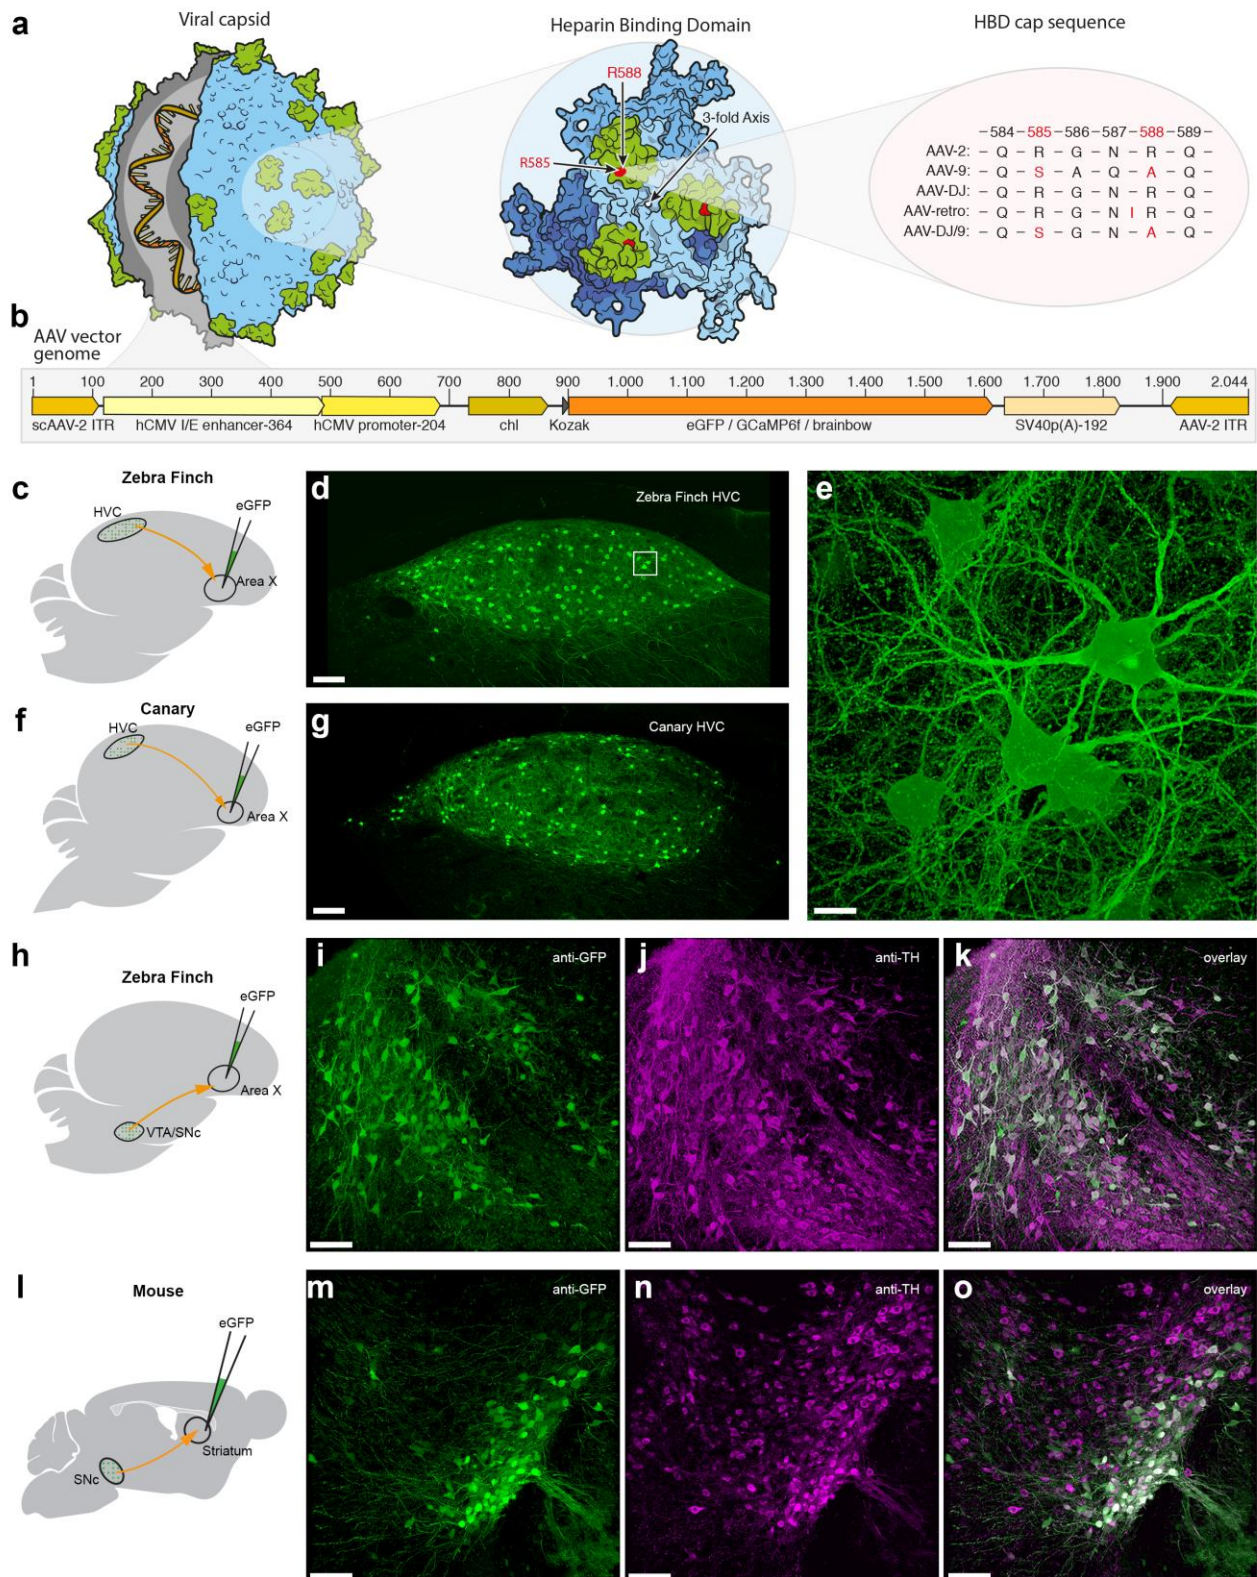 a
Viral capsid
Heparin Binding Domain
HBD cap sequence
R588
3-fold Axis
R585
– 584 – 585 – 586 – 587 – 588 – 589 –
AAV-2: – Q – R – G – N – R – Q –
AAV-9: – Q – S – A – Q – A – Q –
AAV-DJ: – Q – R – G – N – R – Q –
AAV-retro: – Q – R – G – N I R – Q –
AAV-DJ/9: – Q – S – G – N – A – Q –
b
AAV vector
genome
1 100 200 300 400 500 600 700 800 900 1.000 1.100 1.200 1.300 1.400 1.500 1.600 1.700 1.800 1.900 2.044
scAAV-2 ITR hCMV I/E enhancer-364 hCMV promoter-204 chI Kozak eGFP / GCaMP6f / brainbow SV40p(A)-192 AAV-2 ITR
c
Zebra Finch
HVC
eGFP
Area X
d
Zebra Finch HVC
e
f
Canary
HVC
eGFP
Area X
g
Canary HVC
h
Zebra Finch
eGFP
Area X
VTA/SNc
i
anti-GFP
j
anti-TH
k
overlay
l
Mouse
eGFP
Striatum
SNc
m
anti-GFP
n
anti-TH
o
overlay